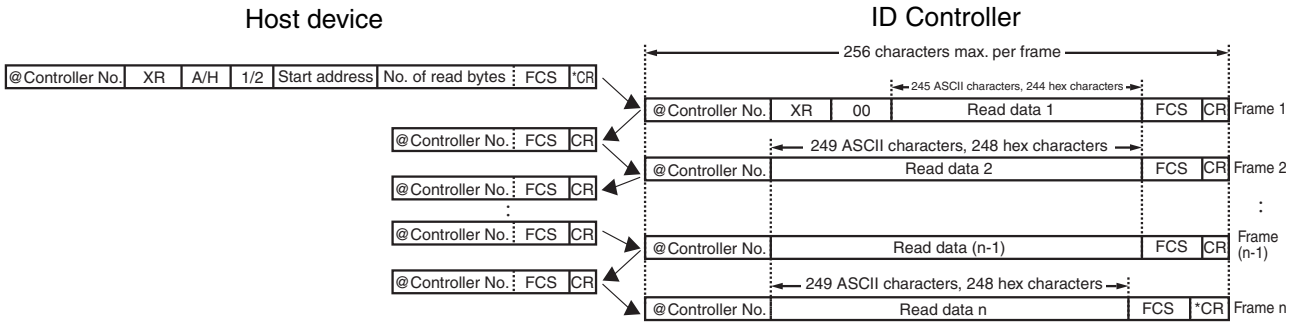 Host device
ID Controller
256 characters max. per frame
@Controller No. XR A/H 1/2 Start address No. of read bytes FCS *CR
245 ASCII characters, 244 hex characters
@Controller No. XR 00 Read data 1 FCS CR Frame 1
@Controller No. FCS CR
249 ASCII characters, 248 hex characters
@Controller No. Read data 2 FCS CR Frame 2
@Controller No. FCS CR
:
:
@Controller No. FCS CR
@Controller No. Read data (n-1) FCS CR Frame
(n-1)
@Controller No. FCS CR
249 ASCII characters, 248 hex characters
@Controller No. Read data n FCS *CR Frame n